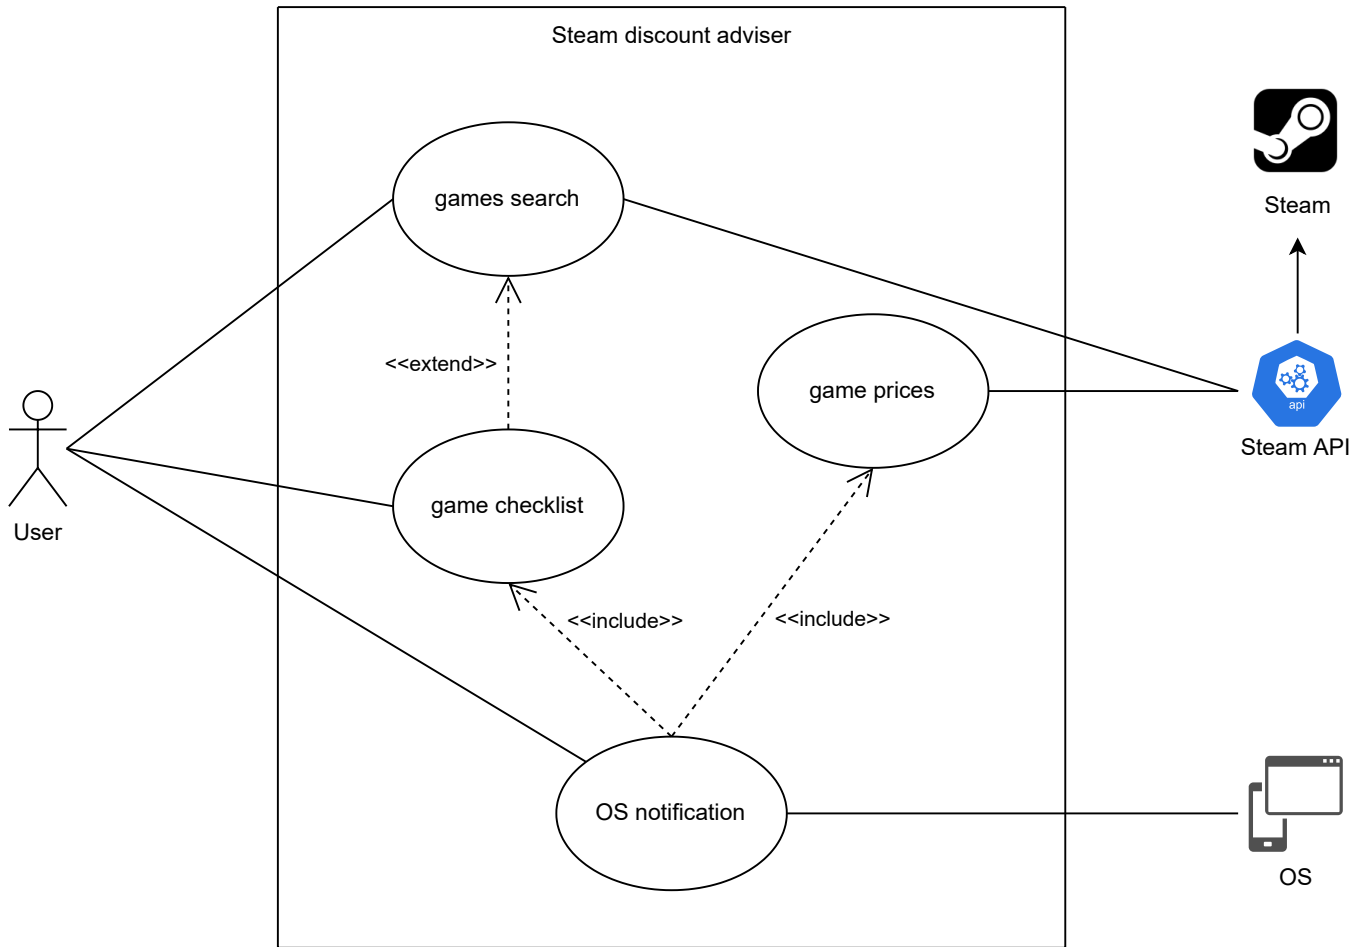 Steam discount adviser
games search
Steam
<<extend>>
game prices
api
Steam API
game checklist
User
<<include>>
<<include>>
OS notification
OS